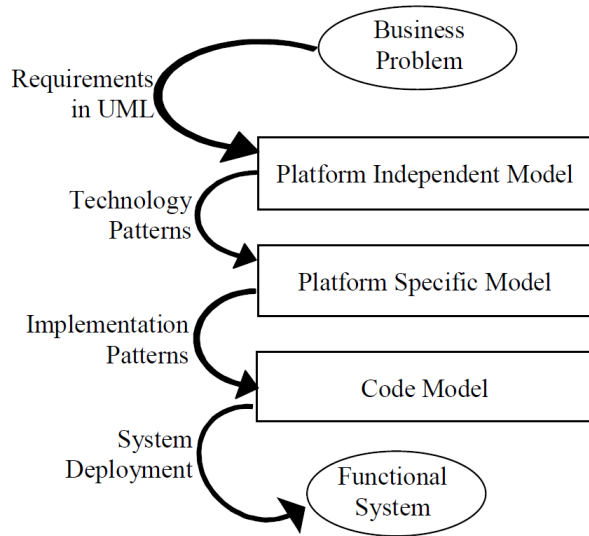 Business
Problem
Requirements
in UML
Platform Independent Model
Technology
Patterns
Platform Specific Model
Implementation
Patterns
Code Model
System
Deployment
Functional
System